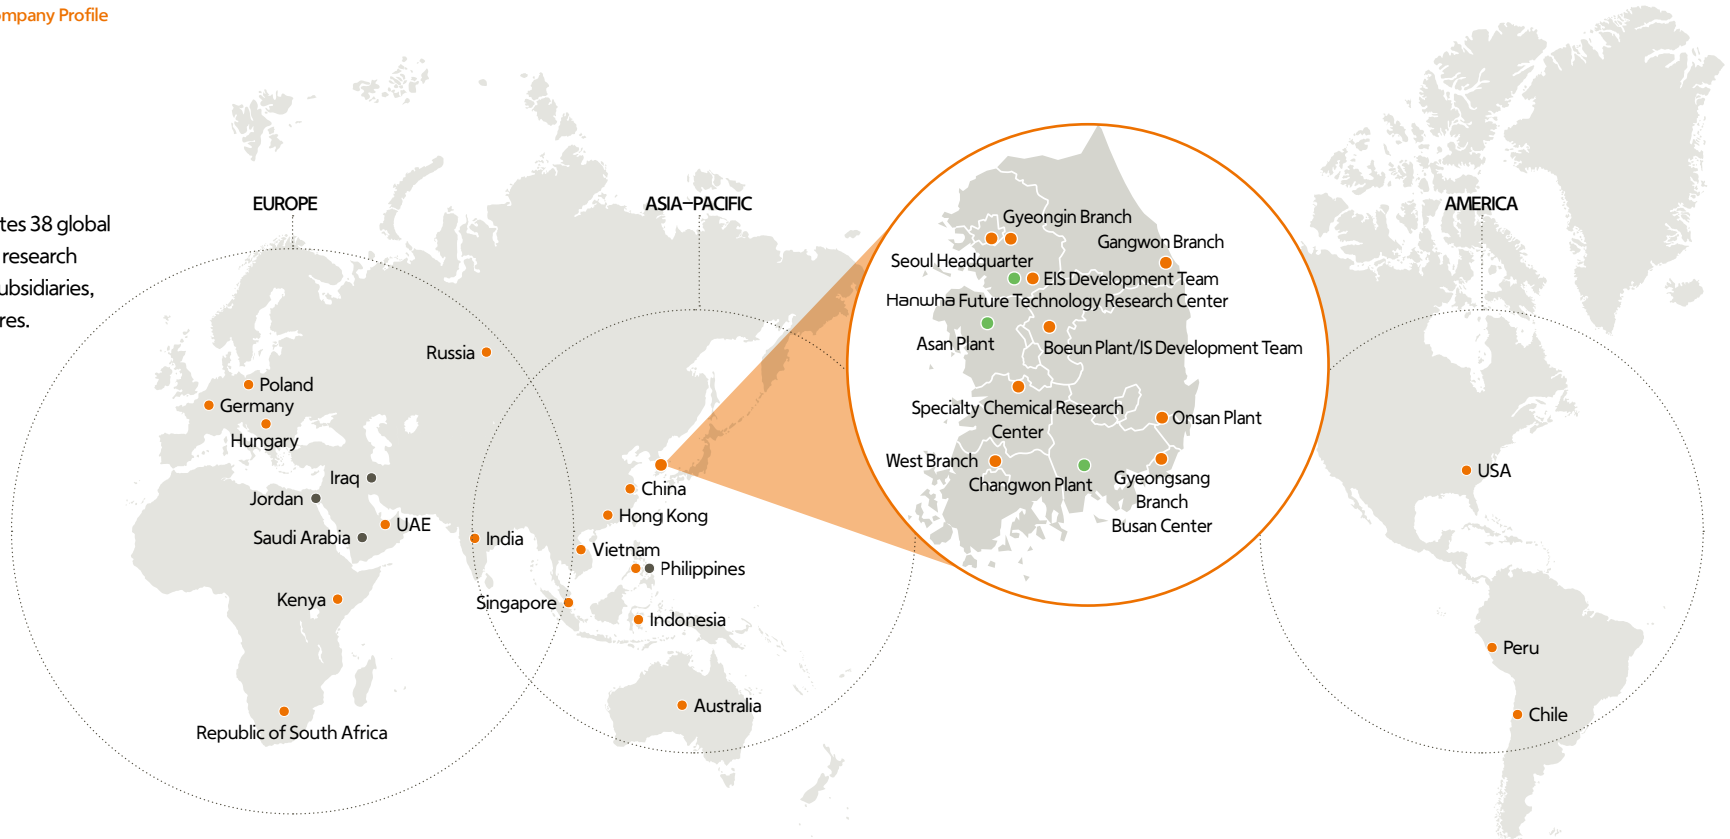 ompany Profile
tes 38 global
research
ubsidiaries,
res.
EUROPE
ASIA–PACIFIC
AMERICA
Russia
Poland
Germany
Hungary
Iraq
Jordan
UAE
Saudi Arabia
Kenya
Republic of South Africa
India
China
Hong Kong
Vietnam
Philippines
Singapore
Indonesia
Australia
Gyeongin Branch
Gangwon Branch
Seoul Headquarter
EIS Development Team
Hanwha Future Technology Research Center
Asan Plant
Boeun Plant/IS Development Team
Specialty Chemical Research
Center
Onsan Plant
West Branch
Changwon Plant
Gyeongsang
Branch
Busan Center
USA
Peru
Chile